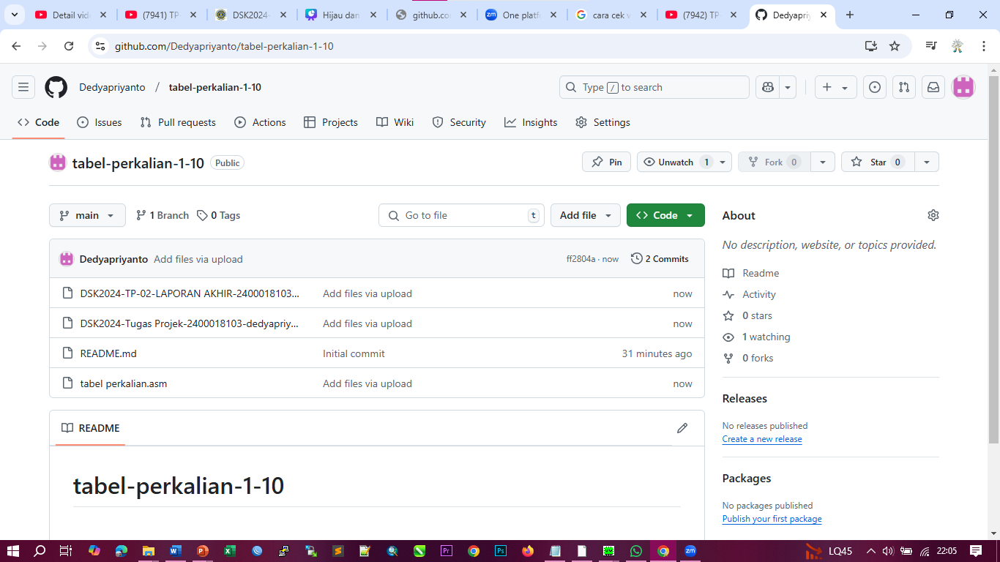 Detail vid
(7941) TP
DSK2024-
Hijau dan
github.co
One platf
cara cek v
(7942) TP
Dedyapriy
github.com/Dedyapriyanto/tabel-perkalian-1-10
Dedyapriyanto / tabel-perkalian-1-10
Type / to search
Code
Issues
Pull requests
Actions
Projects
Wiki
Security
Insights
Settings
tabel-perkalian-1-10 Public
Pin
Unwatch 1
Fork 0
Star 0
main
1 Branch
0 Tags
Go to file t
Add file
Code
Dedyapriyanto Add files via upload ff2804a · now 2 Commits
DSK2024-TP-02-LAPORAN AKHIR-2400018103... Add files via upload now
DSK2024-Tugas Projek-2400018103-dedyapriy... Add files via upload now
README.md Initial commit 31 minutes ago
tabel perkalian.asm Add files via upload now
README
tabel-perkalian-1-10
About
No description, website, or topics provided.
Readme
Activity
0 stars
1 watching
0 forks
Releases
No releases published
Create a new release
Packages
No packages published
Publish your first package
LQ45
22:05